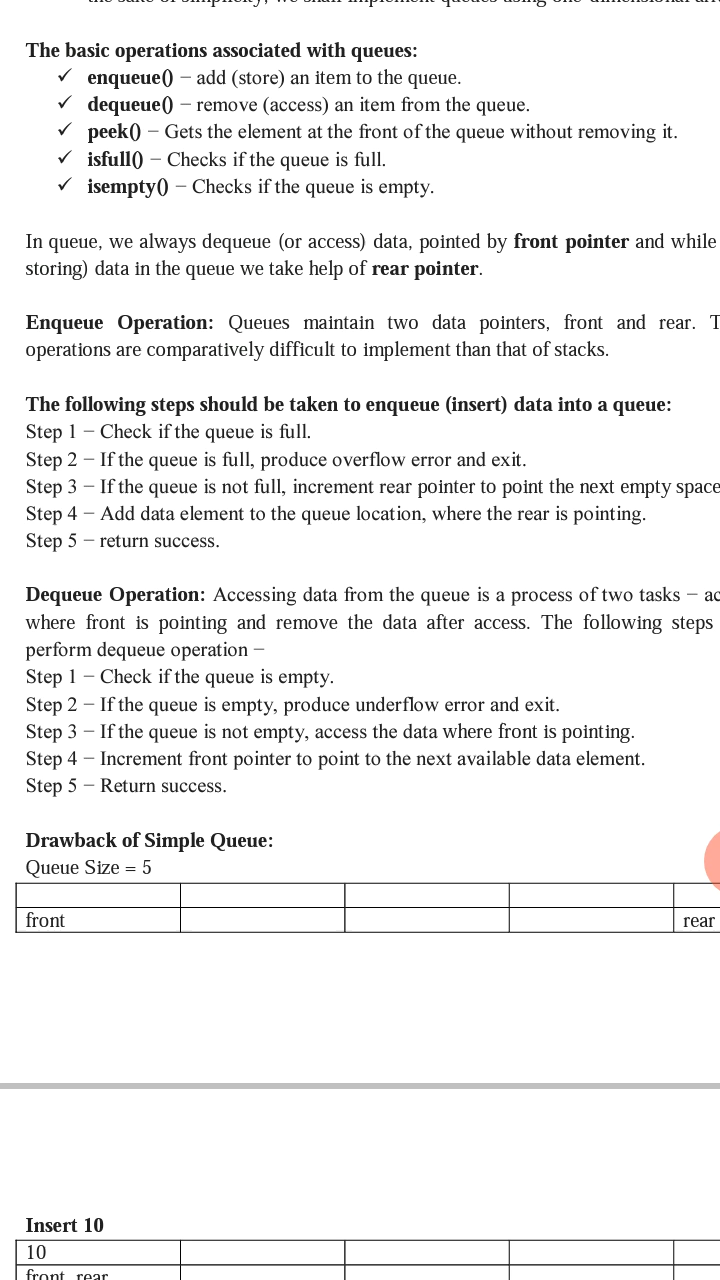 The basic operations associated with queues:
✓ enqueue() − add (store) an item to the queue.
✓ dequeue() − remove (access) an item from the queue.
✓ peek() − Gets the element at the front of the queue without removing it.
✓ isfull() − Checks if the queue is full.
✓ isempty() − Checks if the queue is empty.
In queue, we always dequeue (or access) data, pointed by front pointer and while
storing) data in the queue we take help of rear pointer.
Enqueue Operation: Queues maintain two data pointers, front and rear.
operations are comparatively difficult to implement than that of stacks.
The following steps should be taken to enqueue (insert) data into a queue:
Step 1 − Check if the queue is full.
Step 2 − If the queue is full, produce overflow error and exit.
Step 3 − If the queue is not full, increment rear pointer to point the next empty space
Step 4 − Add data element to the queue location, where the rear is pointing.
Step 5 − return success.
Dequeue Operation: Accessing data from the queue is a process of two tasks −
where front is pointing and remove the data after access. The following steps
perform dequeue operation −
Step 1 − Check if the queue is empty.
Step 2 − If the queue is empty, produce underflow error and exit.
Step 3 − If the queue is not empty, access the data where front is pointing.
Step 4 − Increment front pointer to point to the next available data element.
Step 5 − Return success.
Drawback of Simple Queue:
Queue Size = 5
front rear
Insert 10
10
front rear